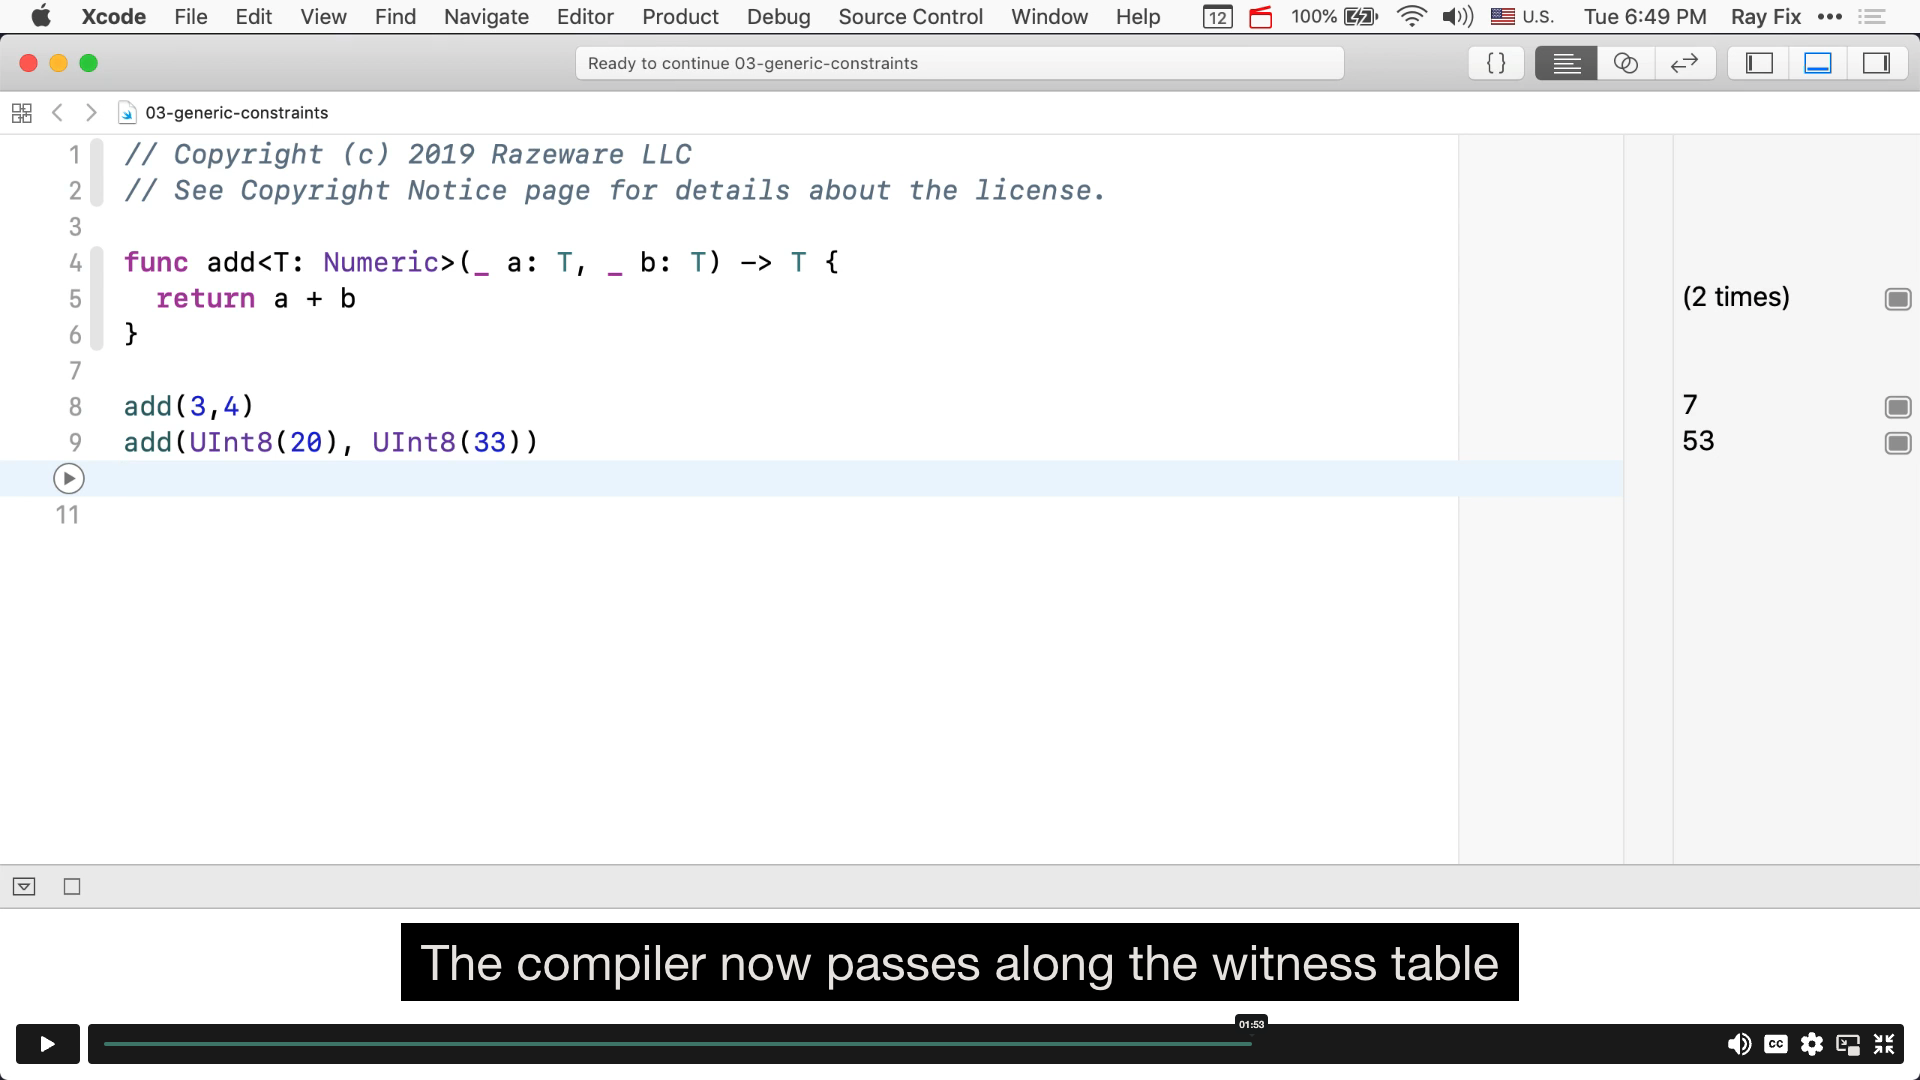 Xcode File Edit View Find Navigate Editor Product Debug Source Control Window Help 12 100% U.S. Tue 6:49 PM Ray Fix
Ready to continue 03-generic-constraints { }
03-generic-constraints
1 // Copyright (c) 2019 Razeware LLC
2 // See Copyright Notice page for details about the license.
3
4 func add<T: Numeric>(_ a: T, _ b: T) -> T {
5 return a + b (2 times)
6 }
7
8 add(3,4) 7
9 add(UInt8(20), UInt8(33)) 53
11
The compiler now passes along the witness table
01:53
CC